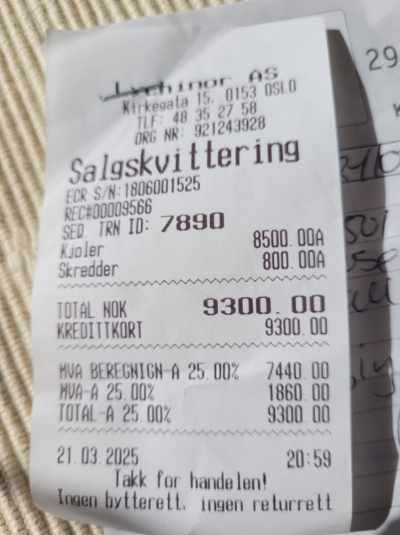 AS
Kirkegata 15, 0153 OSLO
TLF: 48 35 27 58
ORG NR: 921243928
Salgskvittering
ECR S/N:1806001525
REC#00009566
SEQ TRN ID: 7890
Kjoler 8500.00A
Skredder 800.00A
TOTAL NOK 9300.00
KREDITTKORT 9300.00
MVA BEREGNIGN-A 25.00% 7440.00
MVA-A 25.00% 1860.00
TOTAL-A 25.00% 9300.00
21.03.2025 20:59
Takk for handelen!
Ingen bytterett, ingen returrett
29